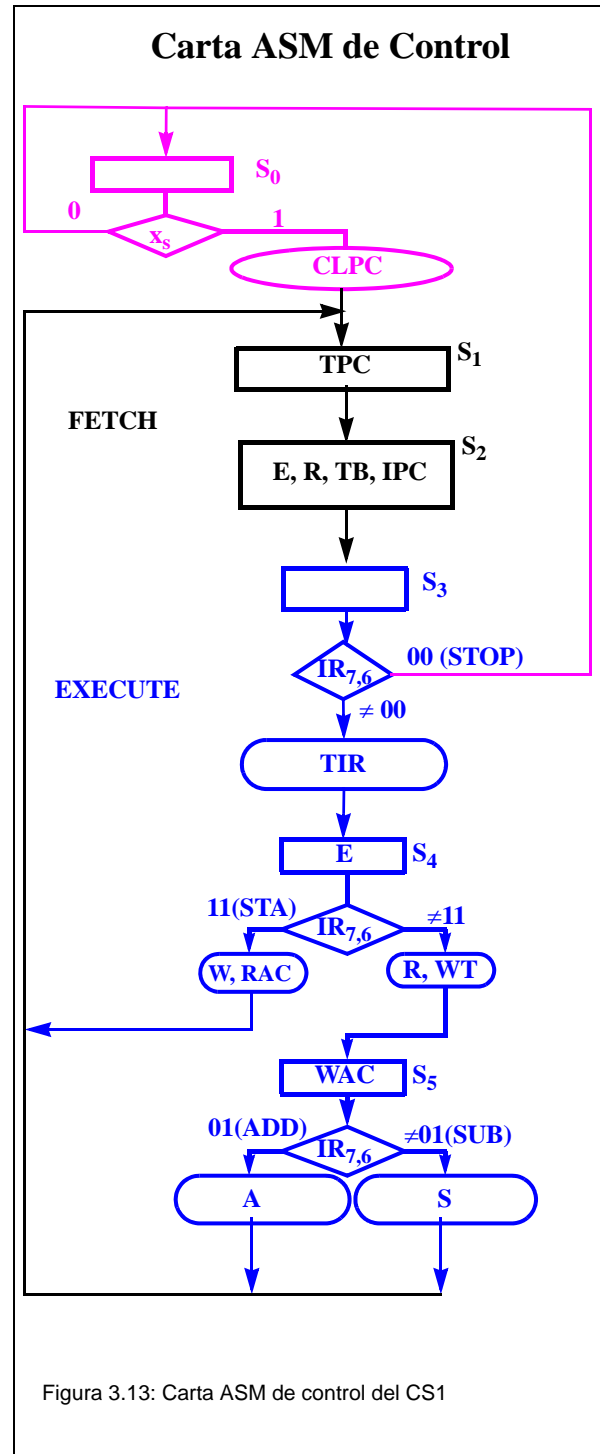 Carta ASM de Control
S0
0
xs
1
CLPC
TPC
S1
FETCH
E, R, TB, IPC
S2
S3
IR7,6
00 (STOP)
EXECUTE
≠ 00
TIR
E
S4
11(STA)
IR7,6
≠11
W, RAC
R, WT
WAC
S5
01(ADD)
IR7,6
≠01(SUB)
A
S
Figura 3.13: Carta ASM de control del CS1